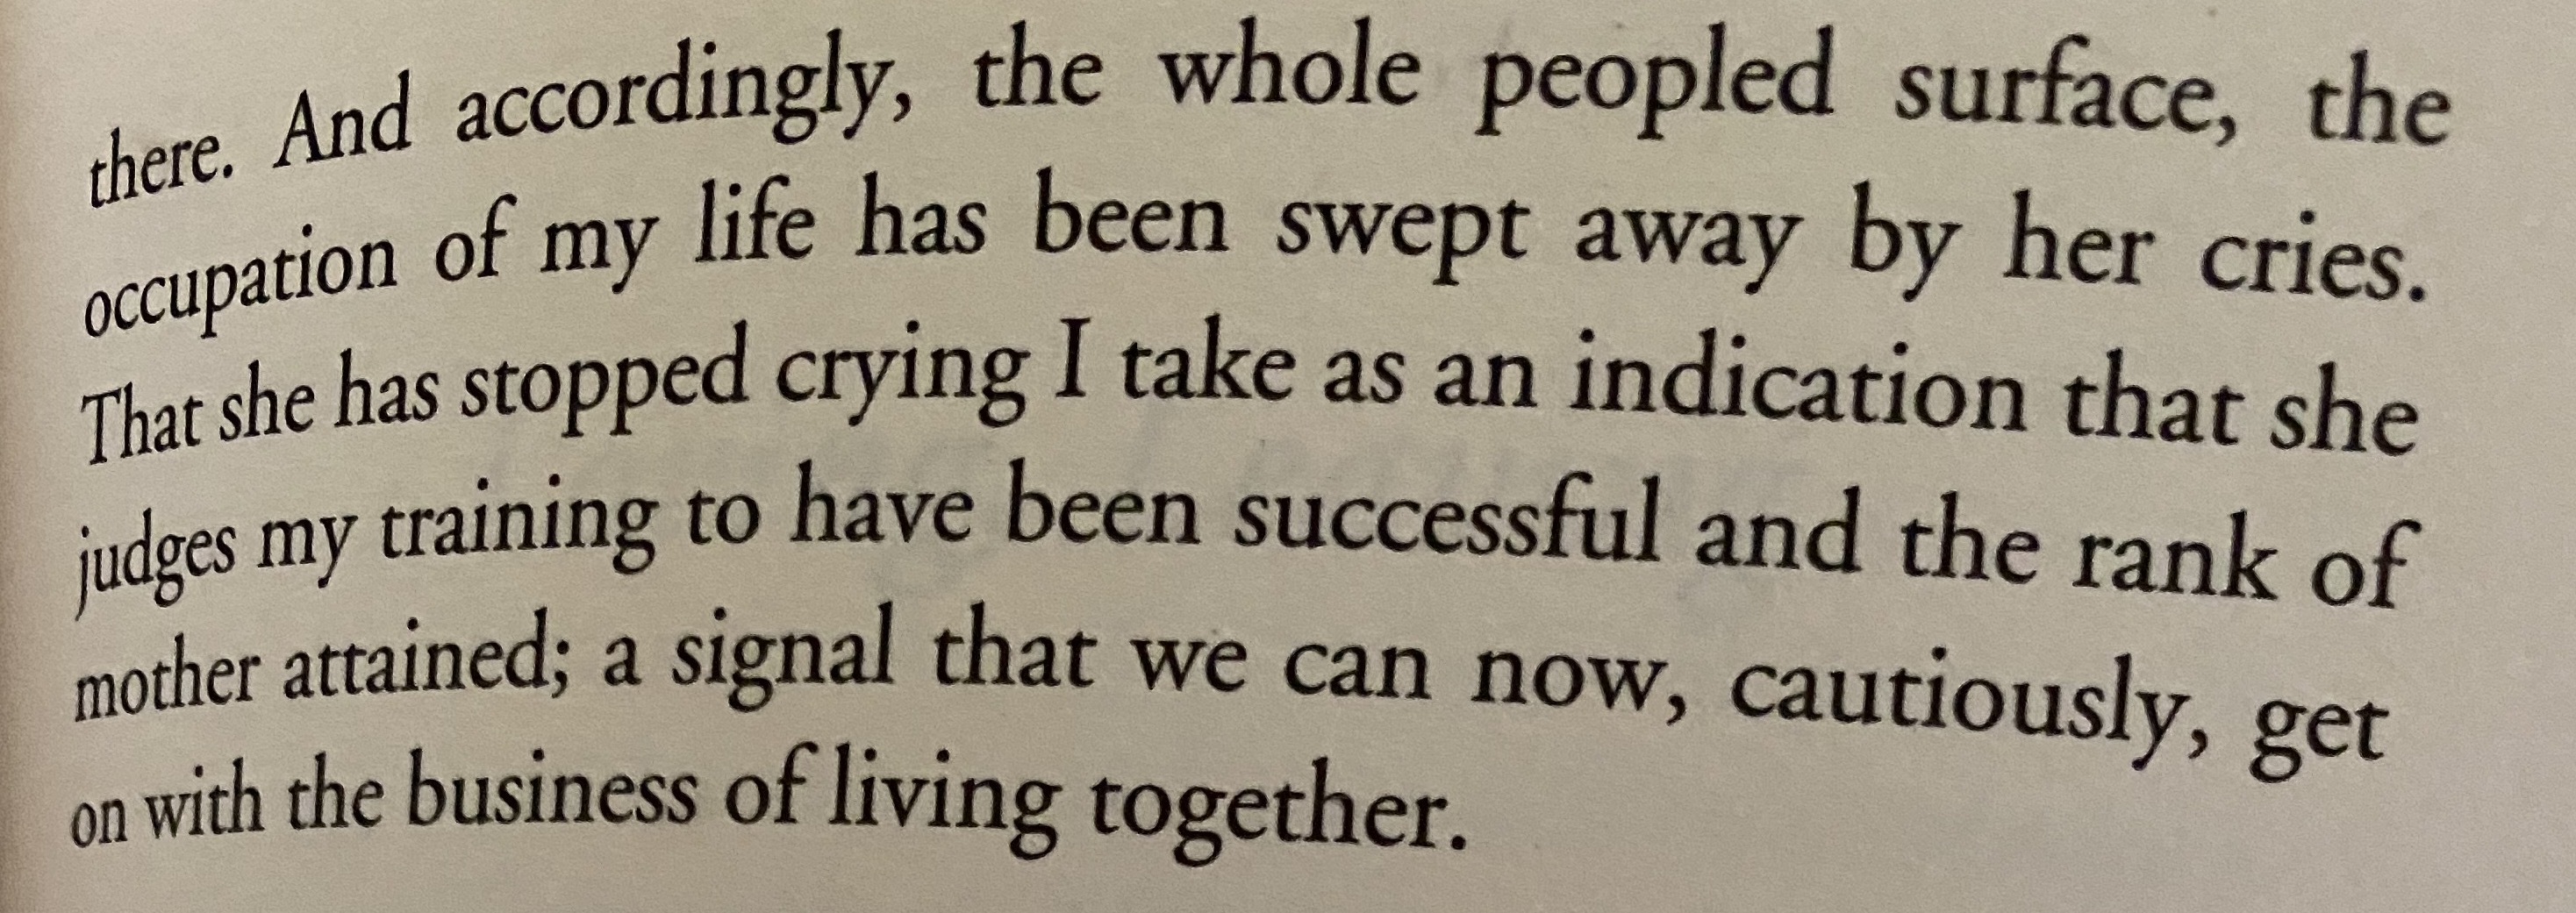 there. And accordingly, the whole peopled surface, the
occupation of my life has been swept away by her cries.
That she has stopped crying I take as an indication that she
judges my training to have been successful and the rank of
mother attained; a signal that we can now, cautiously, get
on with the business of living together.